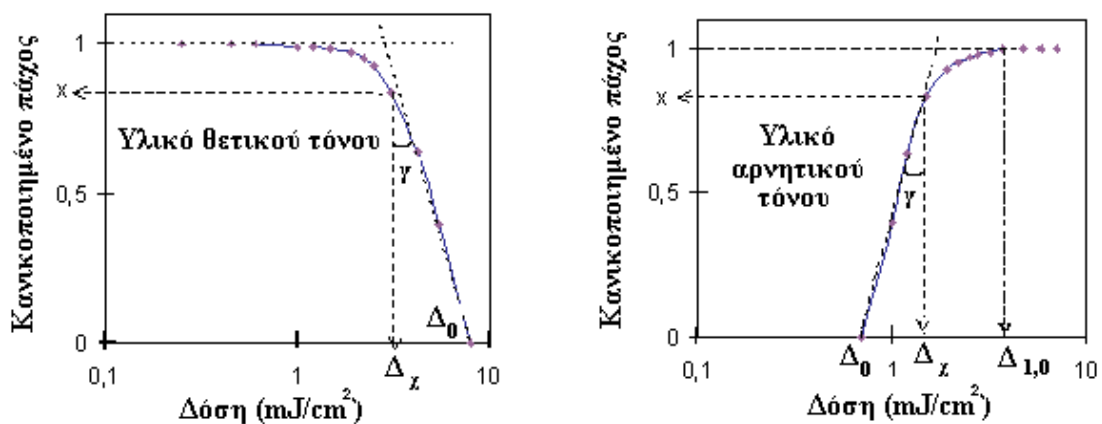 Κανικοποιημένο πάχος
1
x
0,5
0
Υλικό θετικού τόνου
γ
Δ₀
0,1
1
10
Δᵪ
Δόση (mJ/cm²)
Κανικοποιημένο πάχος
1
x
0,5
0
Υλικό
αρνητικού
τόνου
γ
0,1
Δ₀
1
Δᵪ
Δ₁,₀
10
Δόση (mJ/cm²)